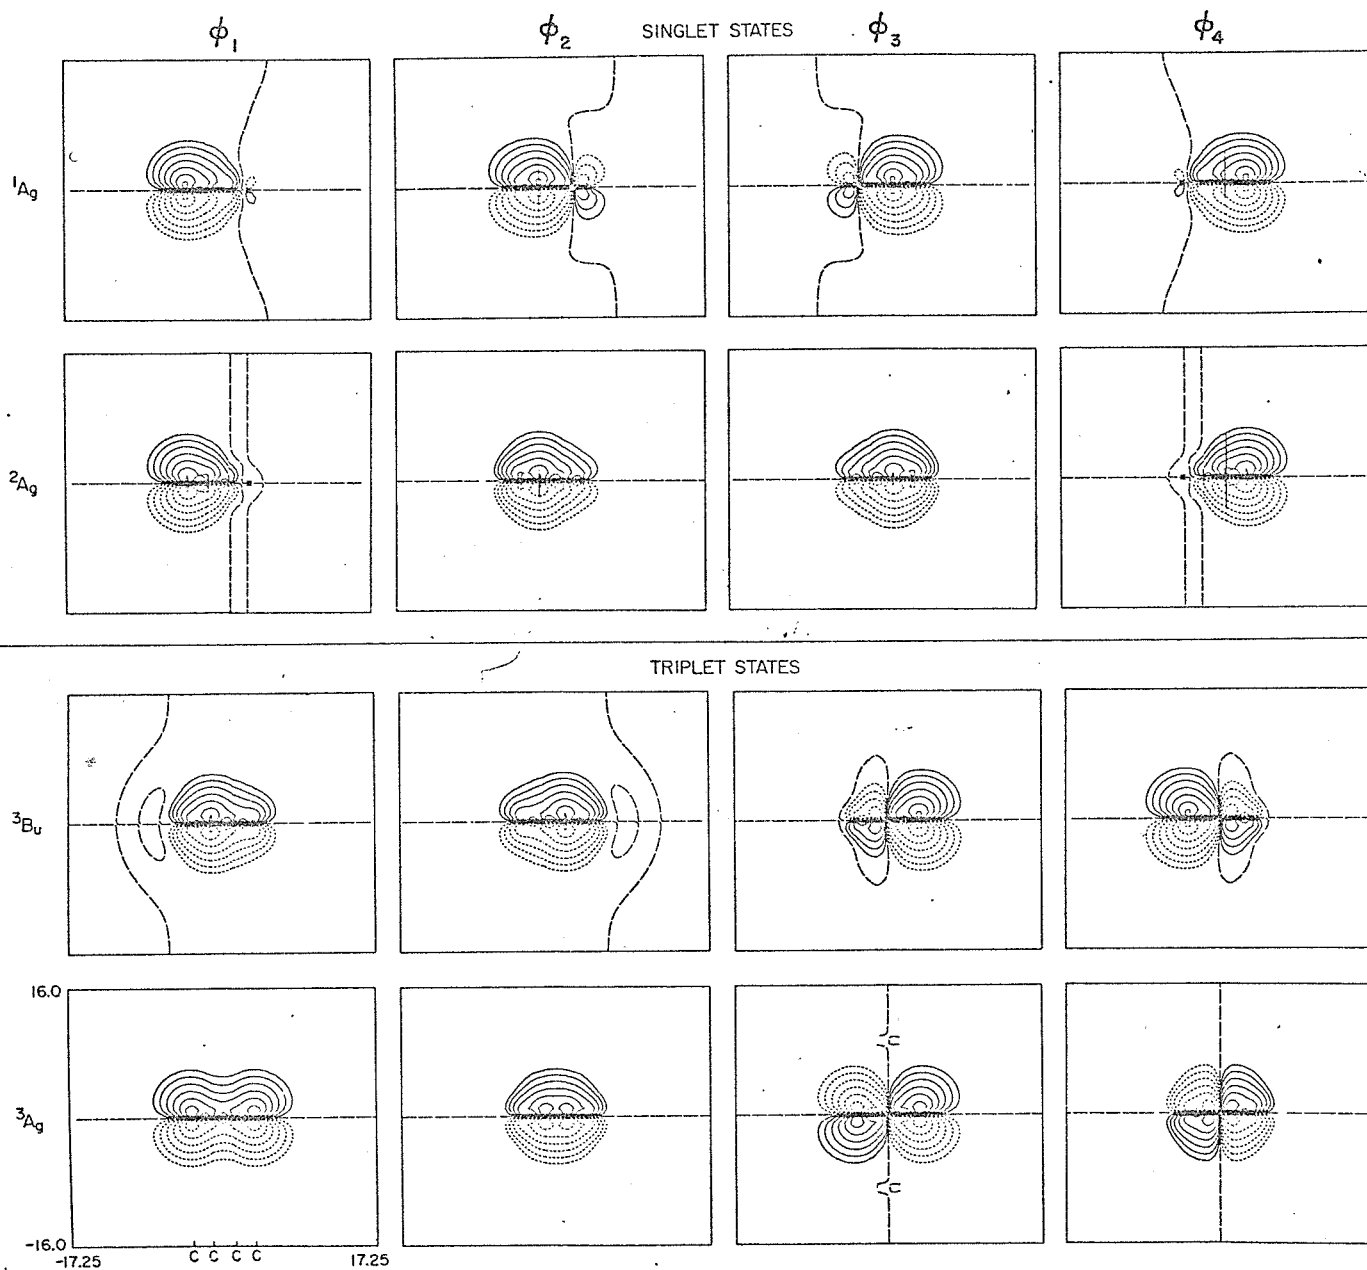 ϕ₁ ϕ₂ SINGLET STATES ϕ₃ ϕ₄
¹Ag
²Ag
TRIPLET STATES
³Bu
³Ag
16.0
-16.0
-17.25 C C C C 17.25